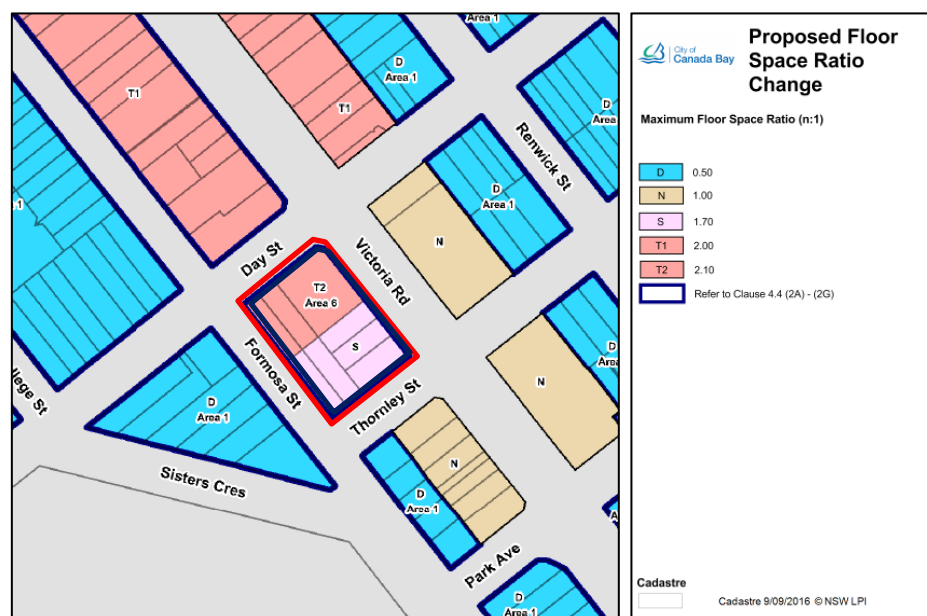 T1
D
Area 1
T1
D
Area
Renwick St
1
D
Area 1
N
Day St
Victoria Rd
T2
Area 6
S
D
Area
N
Formosa St
Thornley St
llege St
D
Area 1
N
Sisters Cres
D
Area 1
A
Park Ave
D
Area 1
City of
Canada Bay
Proposed Floor
Space Ratio
Change
Maximum Floor Space Ratio (n:1)
D 0.50
N 1.00
S 1.70
T1 2.00
T2 2.10
Refer to Clause 4.4 (2A) - (2G)
Cadastre
Cadastre 9/09/2016 © NSW LPI